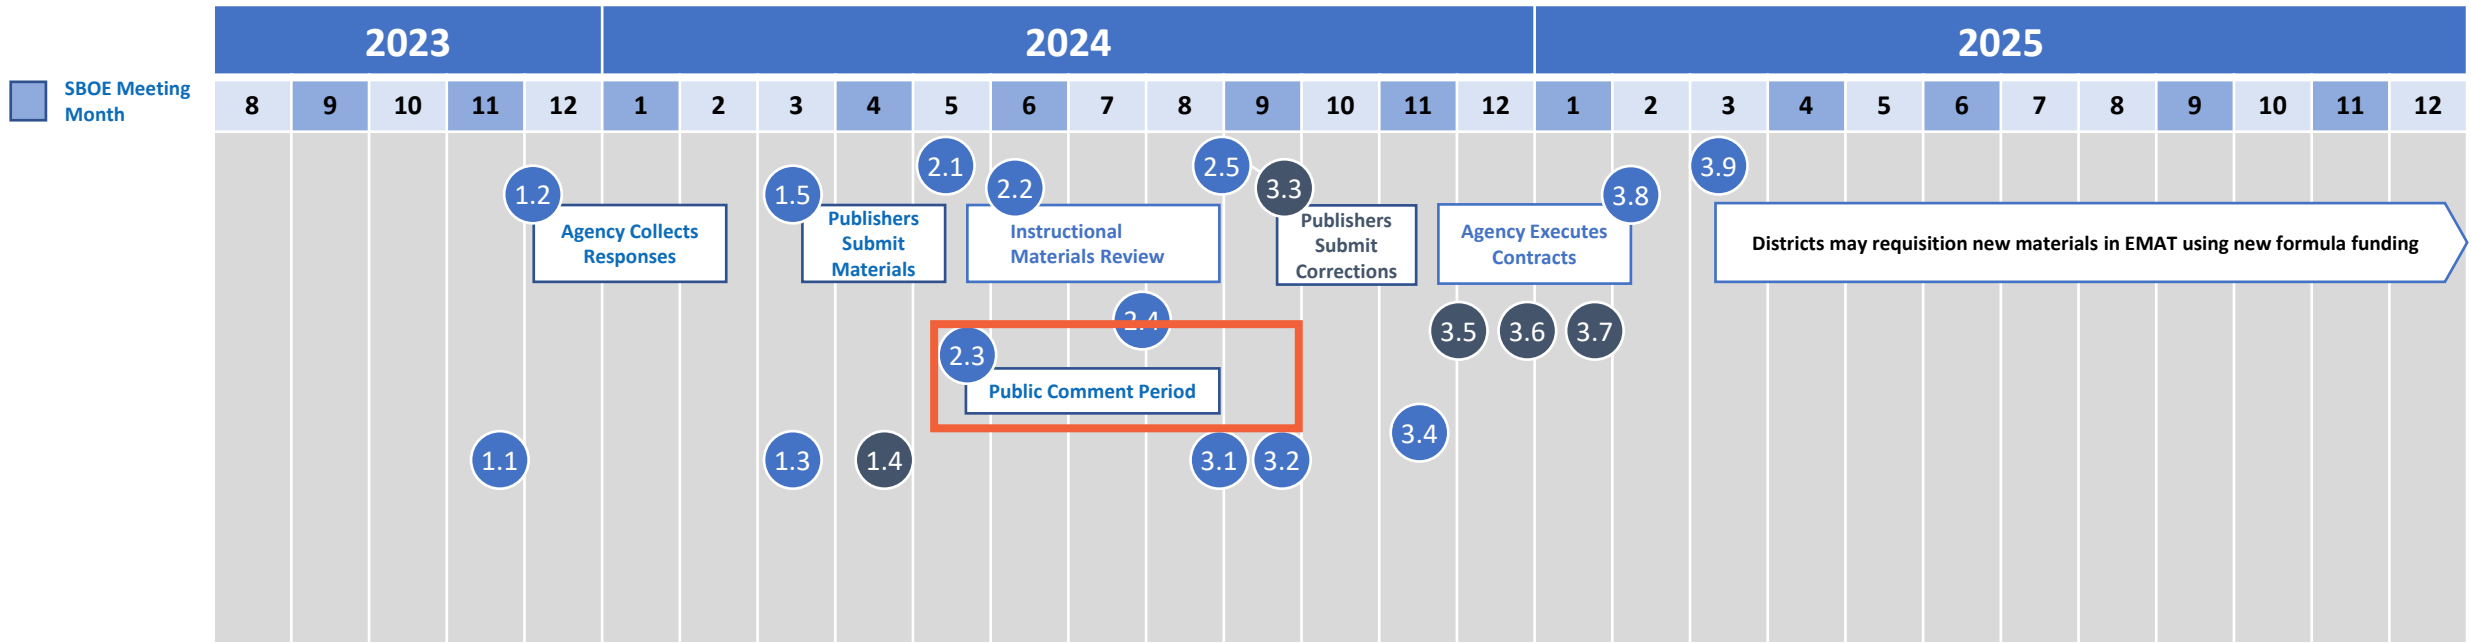 2023
2024
2025
SBOE Meeting
Month
8 9 10 11 12 1 2 3 4 5 6 7 8 9 10 11 12 1 2 3 4 5 6 7 8 9 10 11 12
2.1
2.5
3.9
1.2
1.5
2.2
3.3
3.8
Agency Collects
Responses
Publishers
Submit
Materials
Instructional
Materials Review
Publishers
Submit
Corrections
Agency Executes
Contracts
Districts may requisition new materials in EMAT using new formula funding
2.4
3.5
3.6
3.7
2.3
Public Comment Period
3.4
1.1
1.3
1.4
3.1
3.2